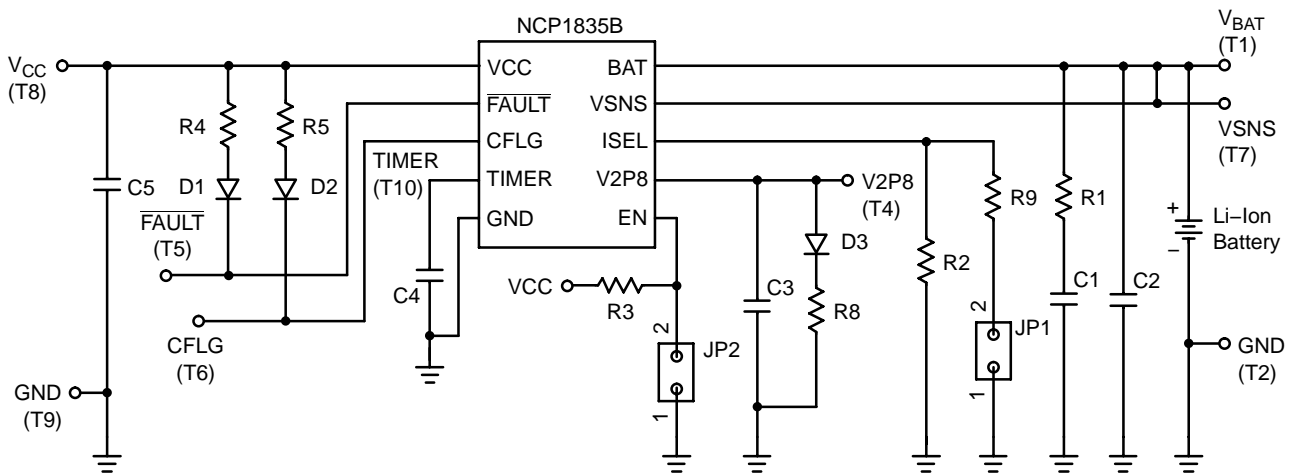 NCP1835B
V_BAT
(T1)
V_CC
(T8)
VCC
BAT
FAULT
VSNS
VSNS
(T7)
R4
R5
CFLG
ISEL
TIMER
(T10)
C5
D1
D2
TIMER
V2P8
V2P8
(T4)
R9
R1
FAULT
(T5)
GND
EN
D3
+
−
Li−Ion
Battery
C4
VCC
R3
C3
R8
R2
C1
C2
CFLG
(T6)
2
JP2
1
2
JP1
1
GND
(T2)
GND
(T9)